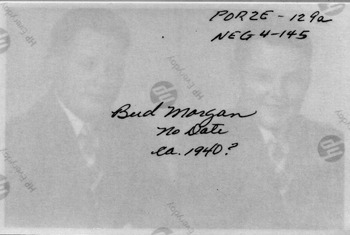 PORZE - 129a
NEG 4-145
Bud Morgan
No Date
ca. 1940?